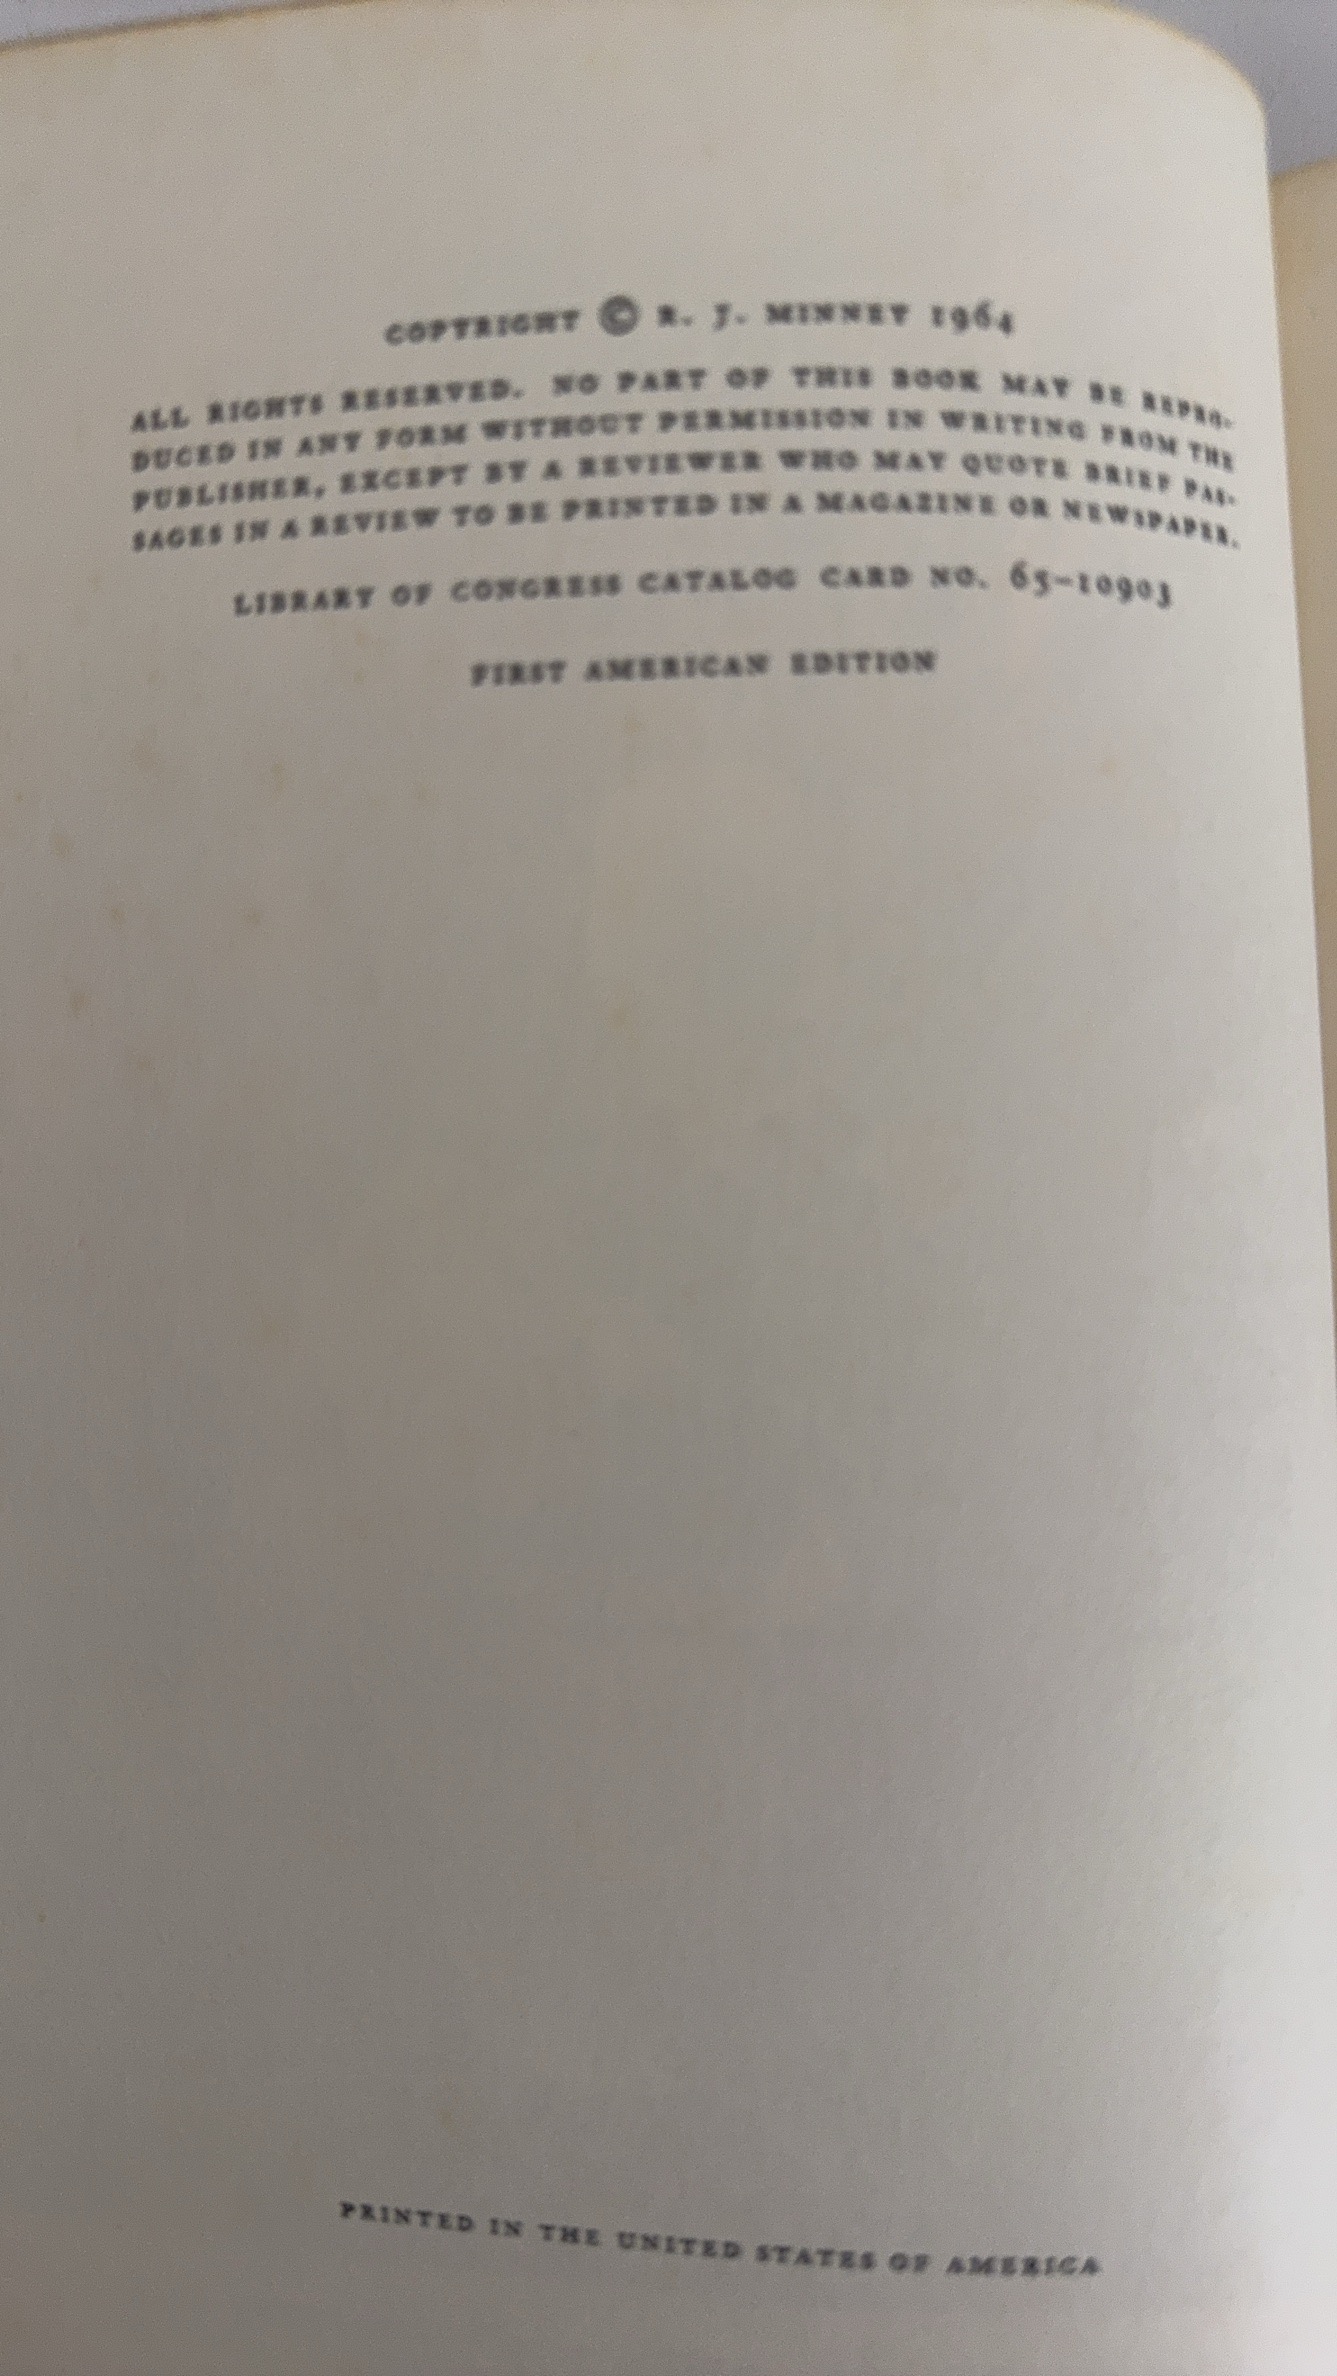 COPYRIGHT © R. J. MINNEY 1964
ALL RIGHTS RESERVED. NO PART OF THIS BOOK MAY BE REPRO-
DUCED IN ANY FORM WITHOUT PERMISSION IN WRITING FROM THE
PUBLISHER, EXCEPT BY A REVIEWER WHO MAY QUOTE BRIEF PAS-
SAGES IN A REVIEW TO BE PRINTED IN A MAGAZINE OR NEWSPAPER.
LIBRARY OF CONGRESS CATALOG CARD NO. 65-10903
FIRST AMERICAN EDITION
PRINTED IN THE UNITED STATES OF AMERICA